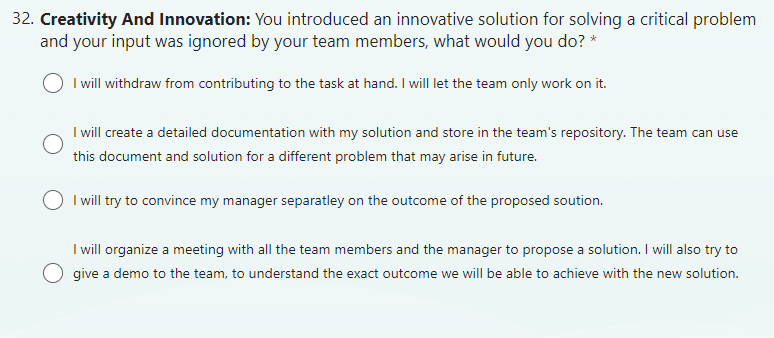 32. Creativity And Innovation: You introduced an innovative solution for solving a critical problem
and your input was ignored by your team members, what would you do? *
I will withdraw from contributing to the task at hand. I will let the team only work on it.
I will create a detailed documentation with my solution and store in the team's repository. The team can use
this document and solution for a different problem that may arise in future.
I will try to convince my manager separatley on the outcome of the proposed soution.
I will organize a meeting with all the team members and the manager to propose a solution. I will also try to
give a demo to the team, to understand the exact outcome we will be able to achieve with the new solution.